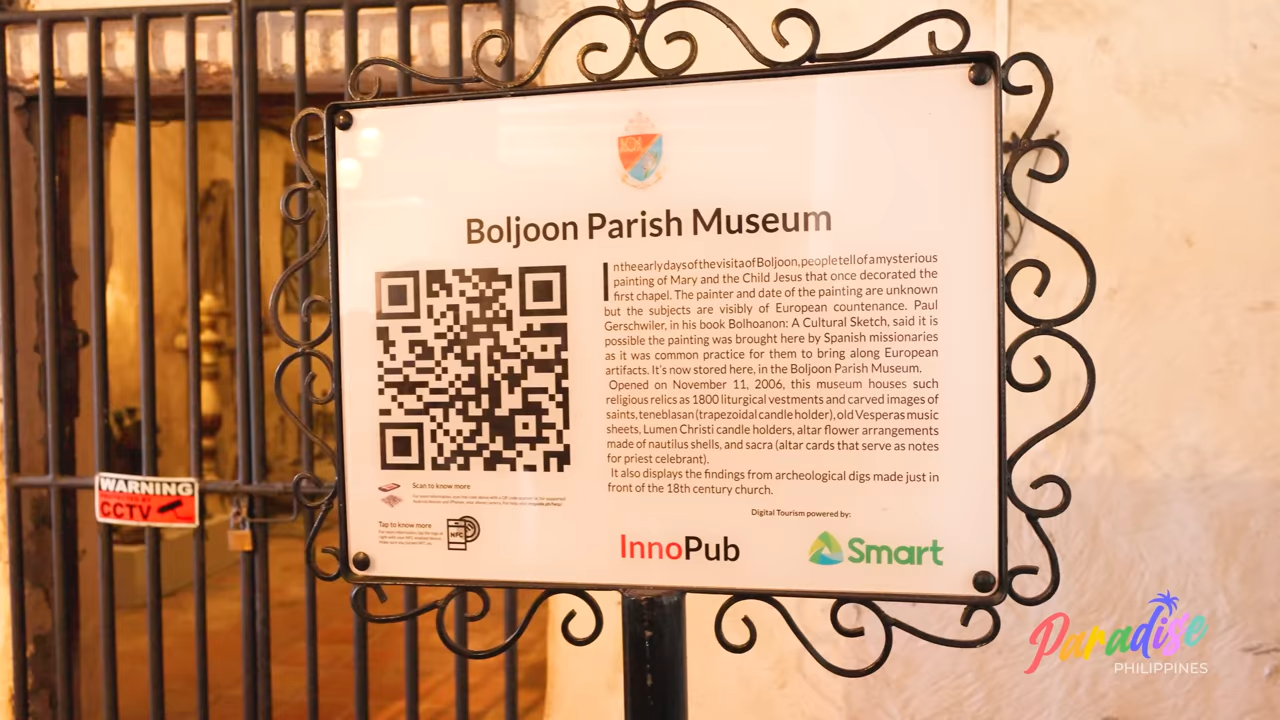 Boljoon Parish Museum
In the early days of the visita of Boljoon, people tell of a mysterious
painting of Mary and the Child Jesus that once decorated the
first chapel. The painter and date of the painting are unknown
but the subjects are visibly of European countenance. Paul
Gerschwiler, in his book Bolhoanon: A Cultural Sketch, said it is
possible the painting was brought here by Spanish missionaries
as it was common practice for them to bring along European
artifacts. It's now stored here, in the Boljoon Parish Museum.
Opened on November 11, 2006, this museum houses such
religious relics as 1800 liturgical vestments and carved images of
saints, teneblasan (trapezoidal candle holder), old Vesperas music
sheets, Lumen Christi candle holders, altar flower arrangements
made of nautilus shells, and sacra (altar cards that serve as notes
for priest celebrant).
It also displays the findings from archeological digs made just in
front of the 18th century church.
Scan to know more
Tap to know more
NFC
Digital Tourism powered by:
InnoPub
Smart
WARNING
PROTECTED BY
CCTV
Paradise
PHILIPPINES